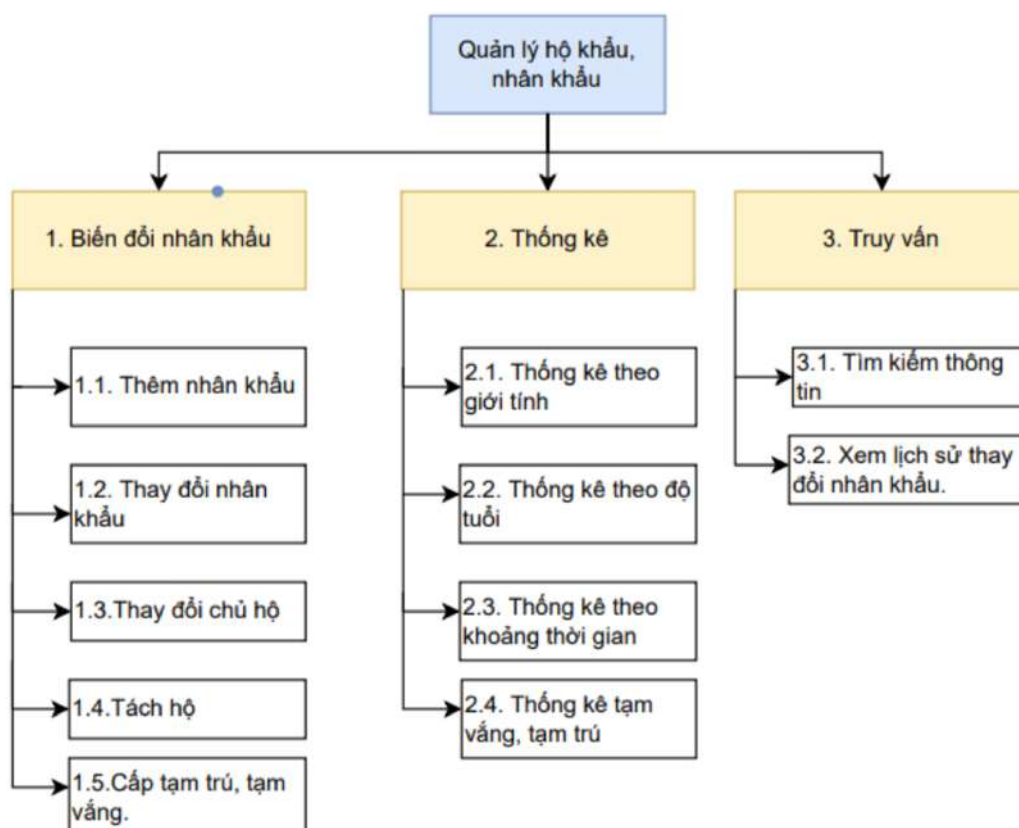 Quản lý hộ khẩu,
nhân khẩu
1. Biến đổi nhân khẩu
2. Thống kê
3. Truy vấn
1.1. Thêm nhân khẩu
1.2. Thay đổi nhân
khẩu
1.3.Thay đổi chủ hộ
1.4.Tách hộ
1.5.Cấp tạm trú, tạm
vắng.
2.1. Thống kê theo
giới tính
2.2. Thống kê theo độ
tuổi
2.3. Thống kê theo
khoảng thời gian
2.4. Thống kê tạm
vắng, tạm trú
3.1. Tìm kiếm thông
tin
3.2. Xem lịch sử thay
đổi nhân khẩu.